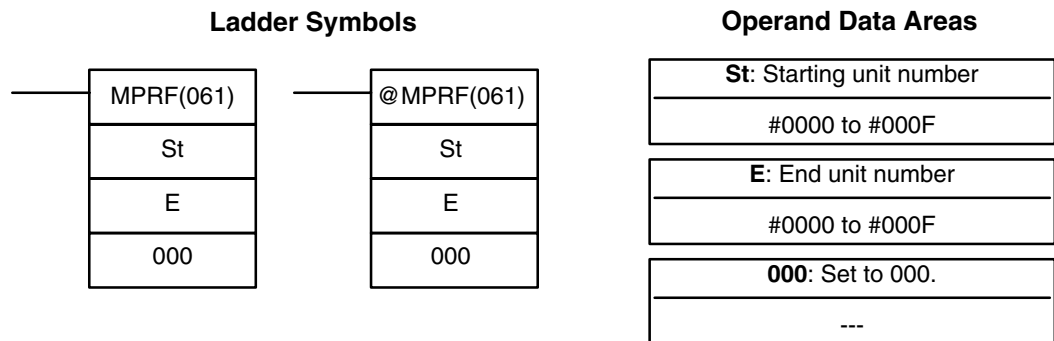 Ladder Symbols
MPRF(061)
St
E
000
@MPRF(061)
St
E
000
Operand Data Areas
St: Starting unit number
#0000 to #000F
E: End unit number
#0000 to #000F
000: Set to 000.
---